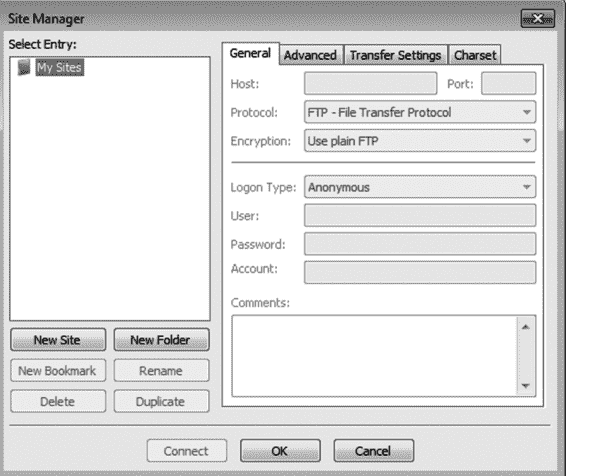 Site Manager
Select Entry:
My Sites
General Advanced Transfer Settings Charset
Host: Port:
Protocol: FTP - File Transfer Protocol
Encryption: Use plain FTP
Logon Type: Anonymous
User:
Password:
Account:
Comments:
New Site New Folder
New Bookmark Rename
Delete Duplicate
Connect OK Cancel